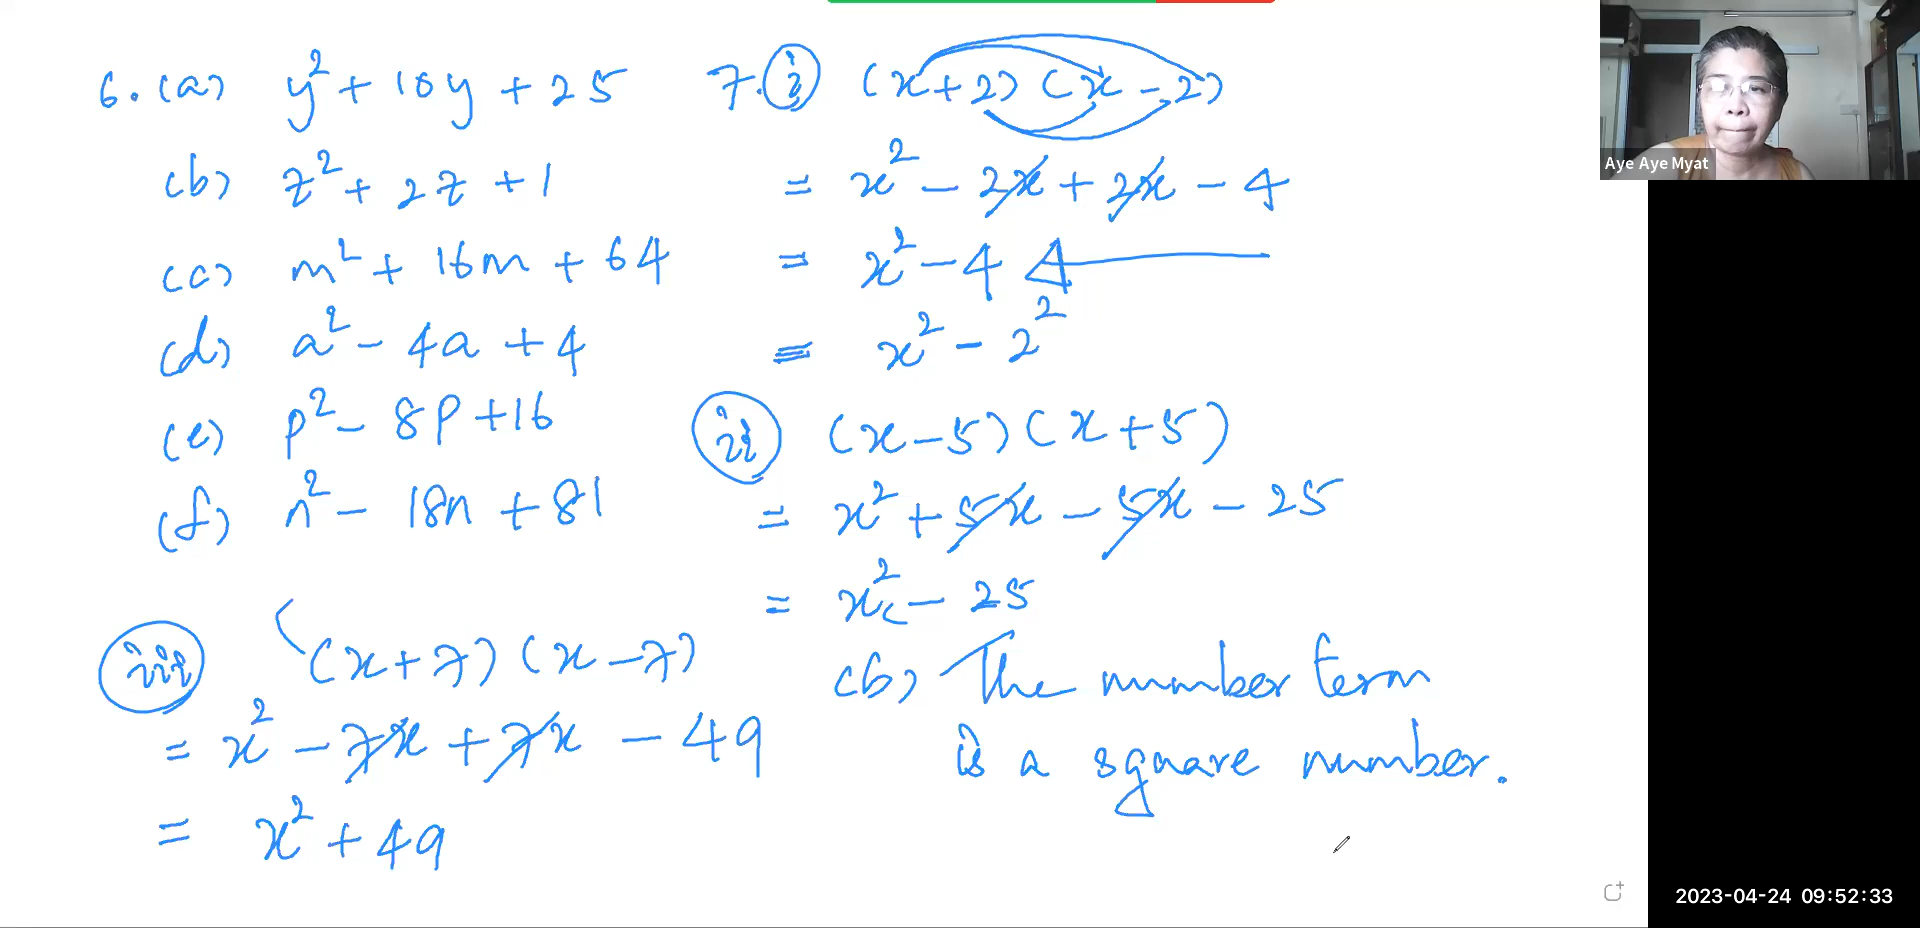 6. (a) y² + 10y + 25
(b) z² + 2z + 1
(c) m² + 16m + 64
(d) a² - 4a + 4
(e) p² - 8p + 16
(f) n² - 18n + 81
7. i (x+2) (x-2)
= x² - 2x + 2x - 4
= x² - 4
= x² - 2²
ii (x-5) (x+5)
= x² + 5x - 5x - 25
= x² - 25
iii (x+7) (x-7)
= x² - 7x + 7x - 49
= x² + 49
(b) The number term
is a square number.
Aye Aye Myat
2023-04-24 09:52:33